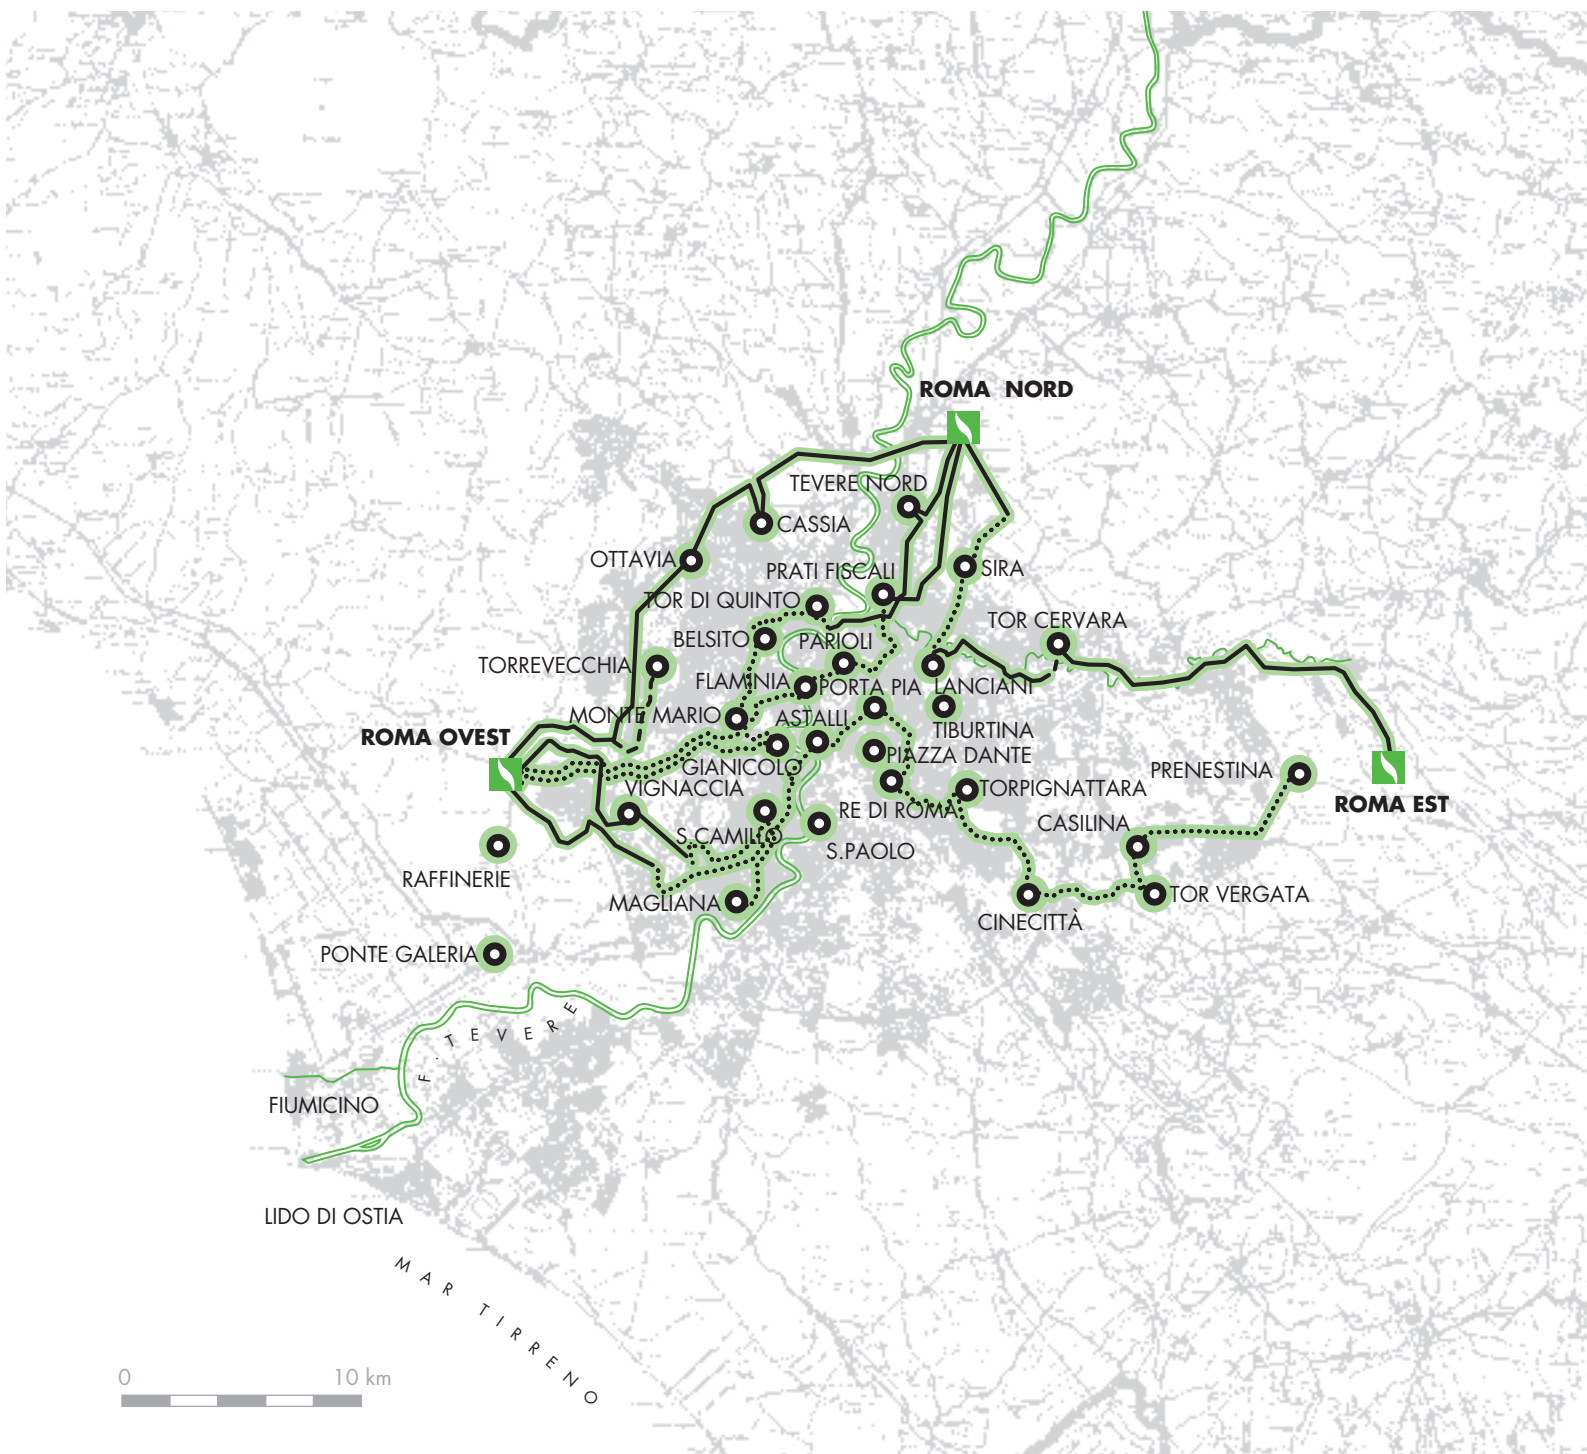 ROMA NORD
TEVERE NORD
CASSIA
OTTAVIA
PRATI FISCALI
SIRA
TOR DI QUINTO
TOR CERVARA
BELSITO
PARIOLI
TORREVECCHIA
FLAMINIA
PORTA PIA
LANCIANI
MONTE MARIO
ASTALLI
TIBURTINA
ROMA OVEST
PIAZZA DANTE
GIANICOLO
PRENESTINA
VIGNACCIA
TORPIGNATTARA
ROMA EST
RE DI ROMA
CASILINA
S.CAMILLO
S.PAOLO
RAFFINERIE
MAGLIANA
TOR VERGATA
CINECITTÀ
PONTE GALERIA
F. TEVERE
FIUMICINO
LIDO DI OSTIA
MAR TIRRENO
0 10 km